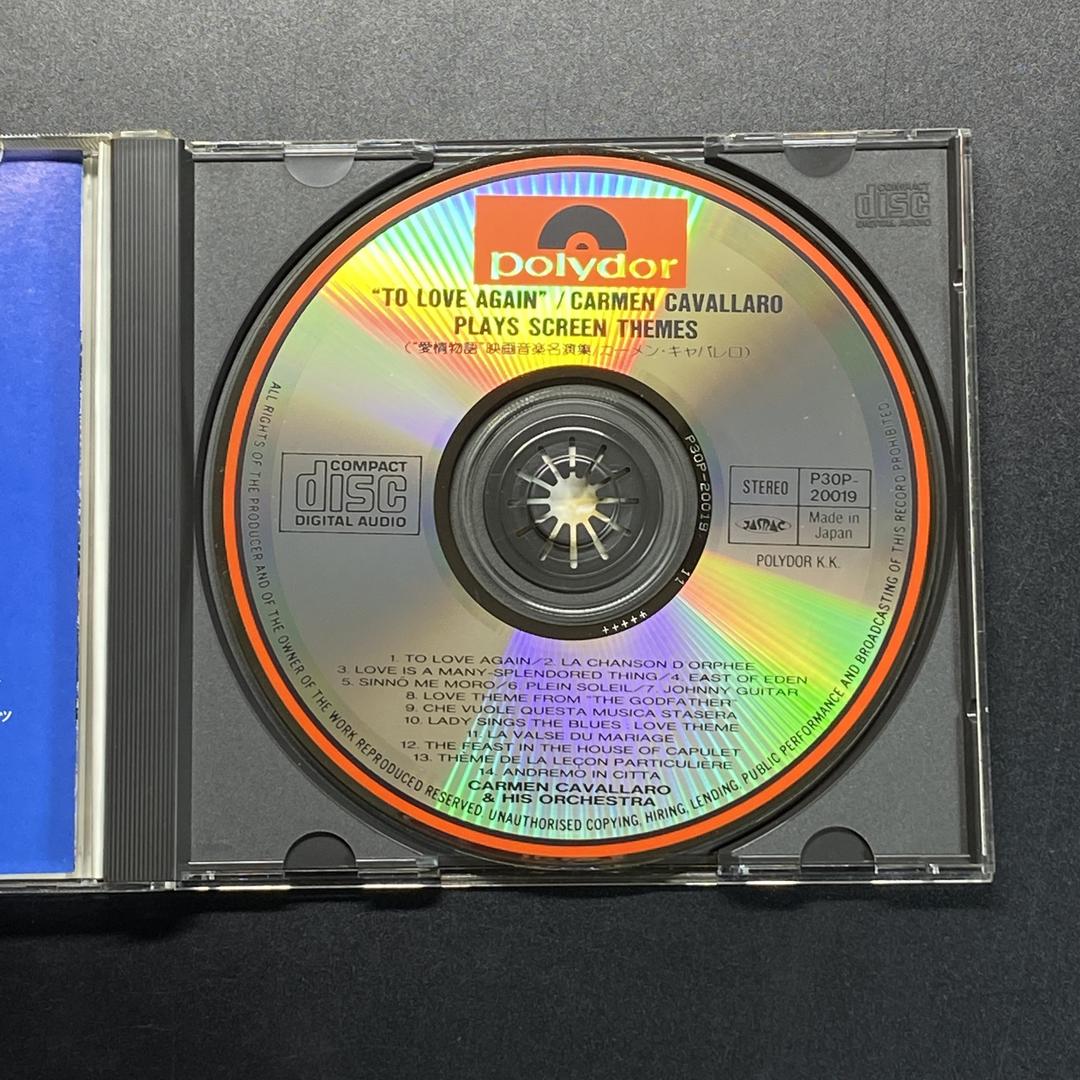 polydor
"TO LOVE AGAIN" / CARMEN CAVALLARO
PLAYS SCREEN THEMES
("愛情物語"映画音楽名演集/カーメン・キャバレロ)
COMPACT
disc
DIGITAL AUDIO
STEREO
P30P-
20019
JASRAC
Made in
Japan
POLYDOR K.K.
P30P-20019
11
+++++
1. TO LOVE AGAIN/2. LA CHANSON D ORPHEE
3. LOVE IS A MANY-SPLENDORED THING/4. EAST OF EDEN
5. SINNÒ ME MORO/6. PLEIN SOLEIL/7. JOHNNY GUITAR
8. LOVE THEME FROM "THE GODFATHER"
9. CHE VUOLE QUESTA MUSICA STASERA
10. LADY SINGS THE BLUES : LOVE THEME
11. LA VALSE DU MARIAGE
12. THE FEAST IN THE HOUSE OF CAPULET
13. THÈME DE LA LEÇON PARTICULIÈRE
14. ANDREMO IN CITTA
CARMEN CAVALLARO
& HIS ORCHESTRA
ALL RIGHTS OF THE PRODUCER AND OF THE OWNER OF THE WORK REPRODUCED RESERVED. UNAUTHORISED COPYING, HIRING, LENDING, PUBLIC PERFORMANCE AND BROADCASTING OF THIS RECORD PROHIBITED.
COMPACT
disc
DIGITAL AUDIO
ッ